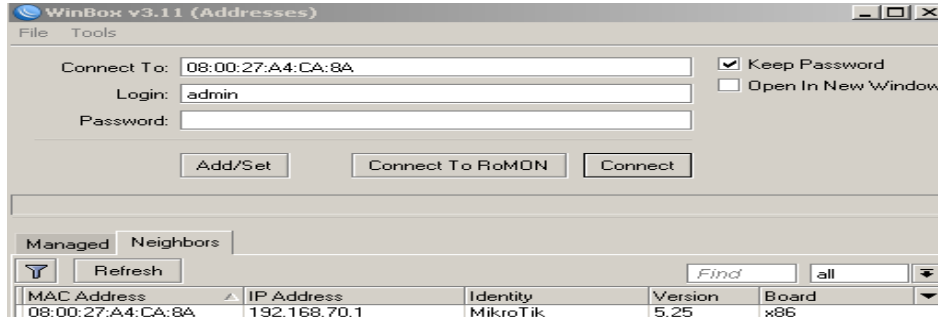 WinBox v3.11 (Addresses)
File Tools
Connect To: 08:00:27:A4:CA:8A
Keep Password
Login: admin
Open In New Window
Password:
Add/Set Connect To RoMON Connect
Managed Neighbors
Refresh Find all
MAC Address IP Address Identity Version Board
08:00:27:A4:CA:8A 192.168.70.1 MikroTik 5.25 x86